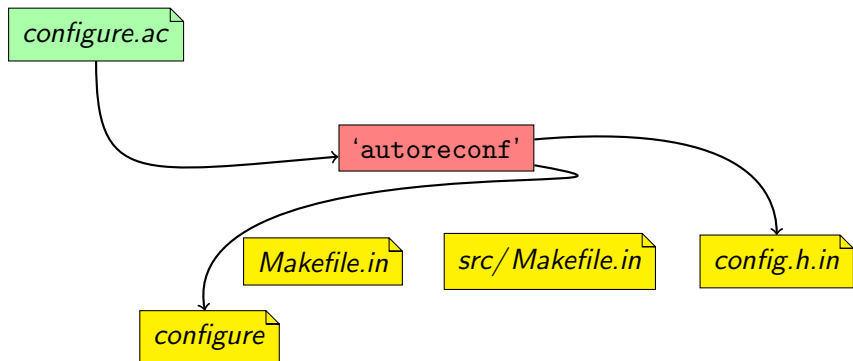 configure.ac
‘autoreconf’
Makefile.in
src/Makefile.in
config.h.in
configure